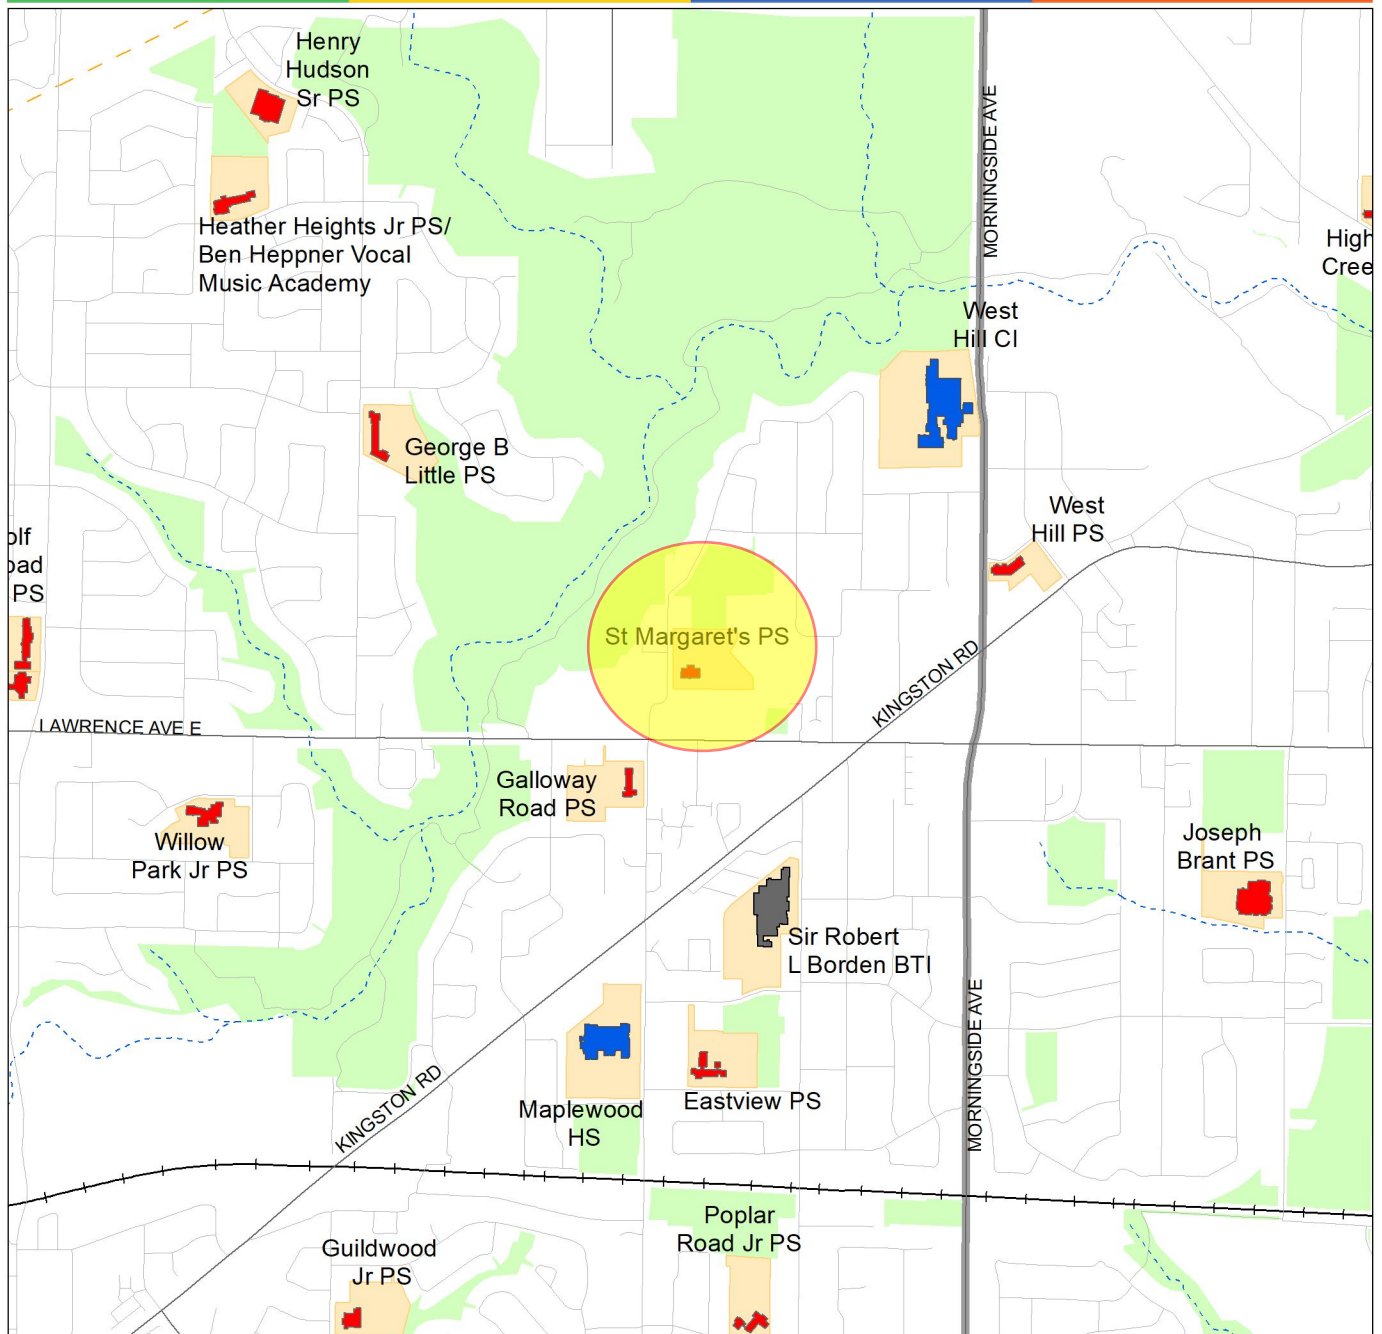 Henry
Hudson
Sr PS
MORNINGSIDE AVE
Heather Heights Jr PS/
Ben Heppner Vocal
Music Academy
High
Cree
West
Hill CI
George B
Little PS
West
Hill PS
olf
oad
PS
St Margaret's PS
KINGSTON RD
LAWRENCE AVE E
Galloway
Road PS
Willow
Park Jr PS
Joseph
Brant PS
Sir Robert
L Borden BTI
MORNINGSIDE AVE
KINGSTON RD
Maplewood
HS
Eastview PS
Poplar
Road Jr PS
Guildwood
Jr PS